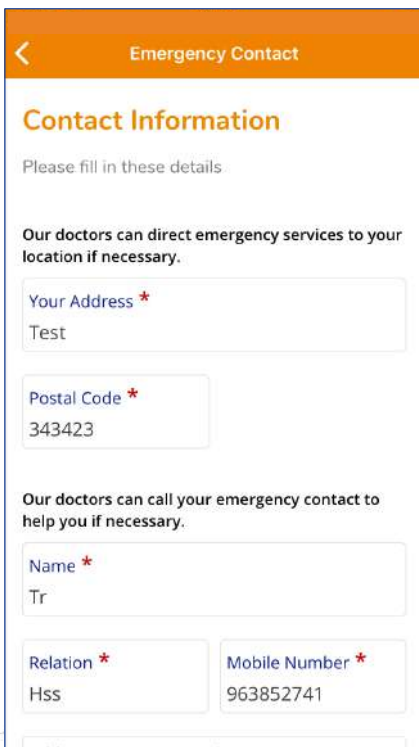 Emergency Contact
Contact Information
Please fill in these details
Our doctors can direct emergency services to your
location if necessary.
Your Address *
Test
Postal Code *
343423
Our doctors can call your emergency contact to
help you if necessary.
Name *
Tr
Relation * Mobile Number *
Hss 963852741